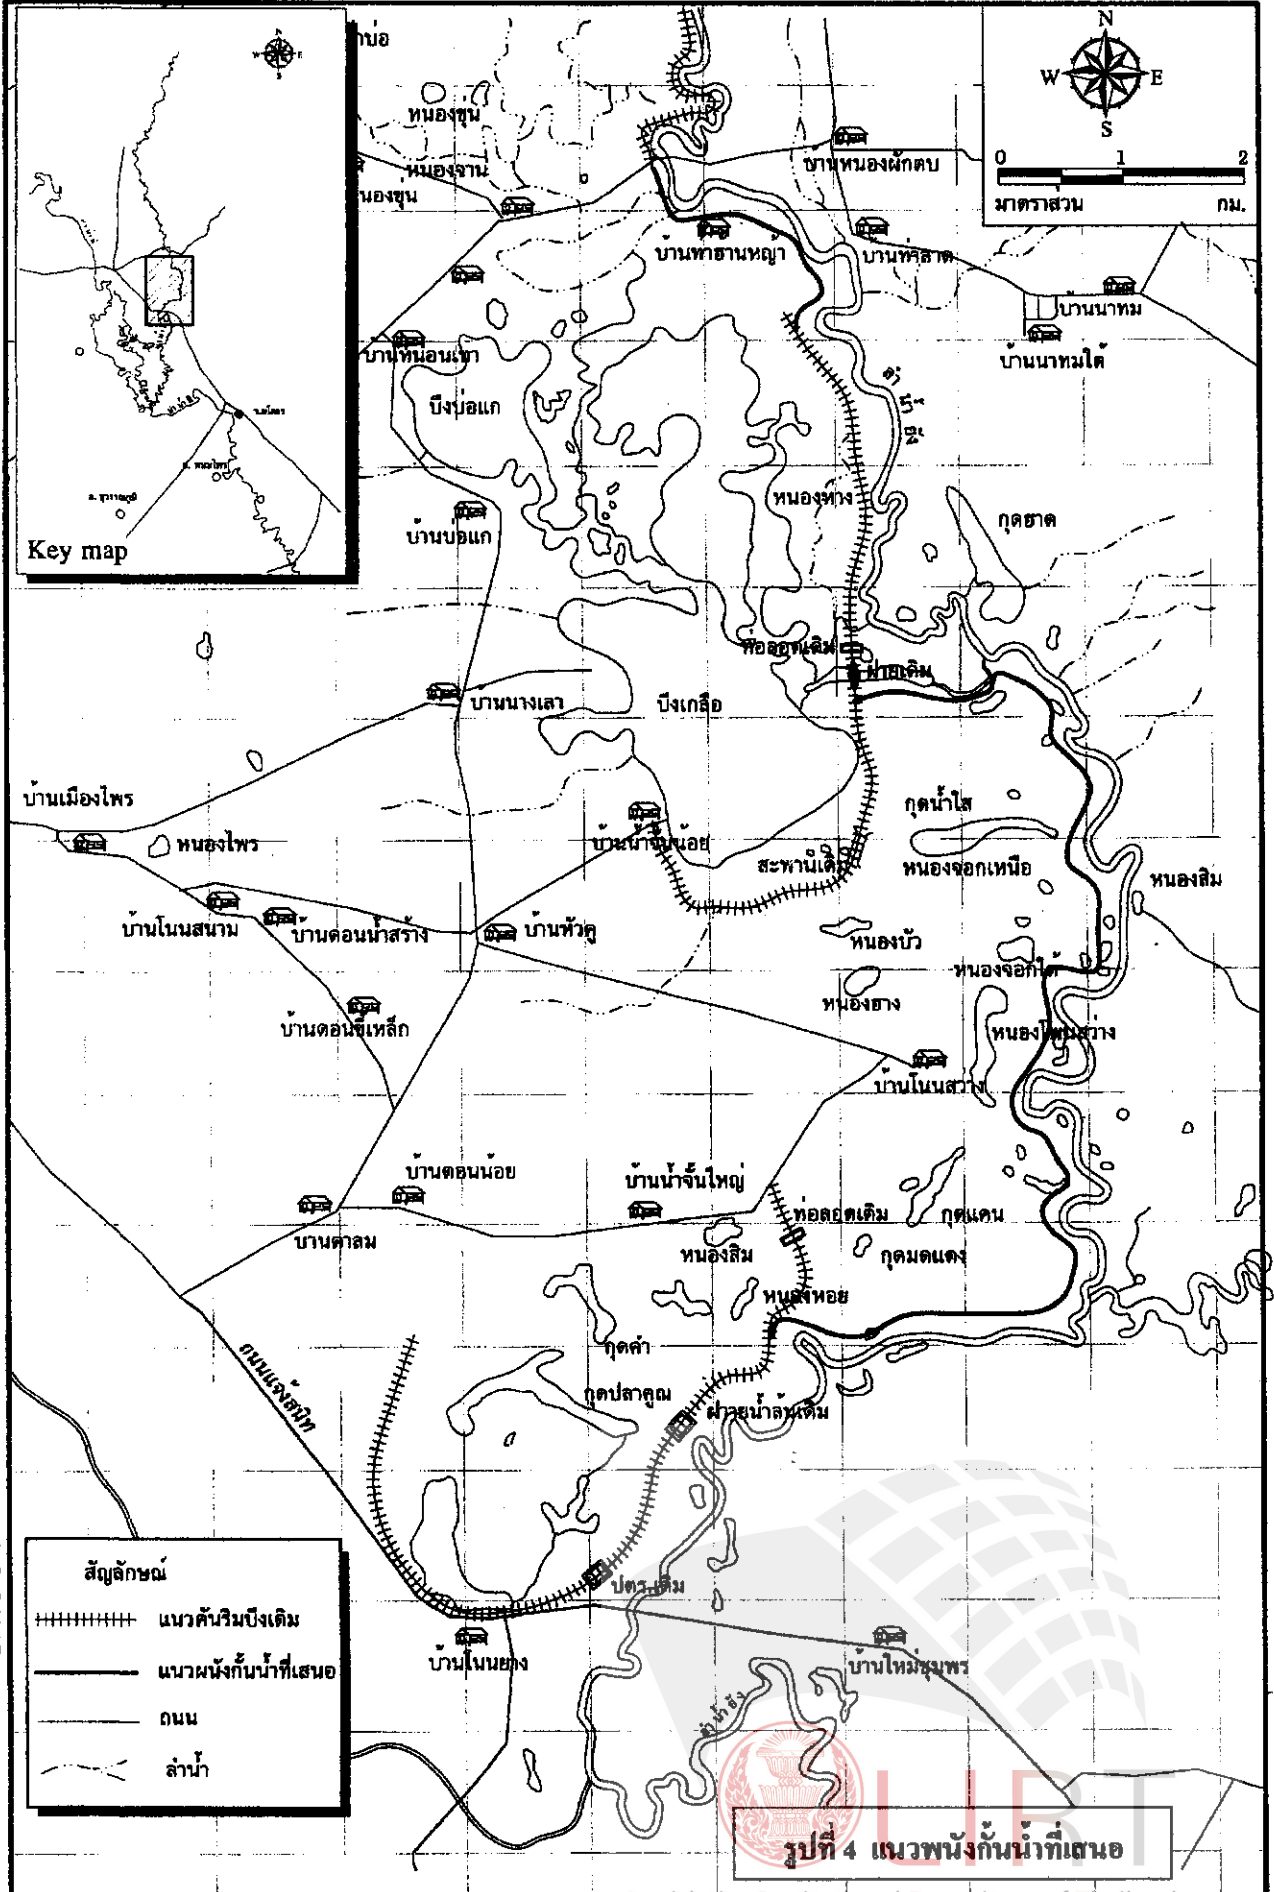 Key map
N
W
E
S
0 1 2
มาตราส่วน กม.
หนองขุ่น
หนองจาน
บ้านหนองผักตบ
บ้านท่าฮ้านหญ้า
บ้านท่าลาด
บ้านนาทม
บ้านนาทมใต้
บึงบ่อแก
ลำน้ำยัง
หนองห่าง
กุดฮาด
บ้านบ่อแก
ท่อลอดเดิม
ฝายเดิม
บ้านนางเลา
บึงเกลือ
บ้านเมืองไพร
กุดน้ำใส
หนองไพร
บ้านน้ำจั้นน้อย
สะพานเดิม
หนองจอกเหนือ
หนองสิม
บ้านโนนสนาม
บ้านดอนน้ำสร้าง
บ้านหัวคู
หนองบัว
หนองจอกใต้
หนองฮาง
บ้านดอนขี้เหล็ก
หนองโนนสว่าง
บ้านโนนสว่าง
บ้านดอนน้อย
บ้านน้ำจั้นใหญ่
ท่อลอดเดิม
กุดแคน
บ้านตาลม
หนองสิม
กุดมดแดง
หนองหอย
ถนนแจ้งสนิท
กุดคำ
กุดปลาคูณ
ฝายน้ำล้นเดิม
ปตร.เดิม
บ้านโนนยาง
บ้านใหม่ชุมพร
ลำน้ำยัง
สัญลักษณ์
แนวคันริมบึงเดิม
แนวผนังกั้นน้ำที่เสนอ
ถนน
ลำน้ำ
LIRT
รูปที่ 4 แนวพนังกั้นน้ำที่เสนอ